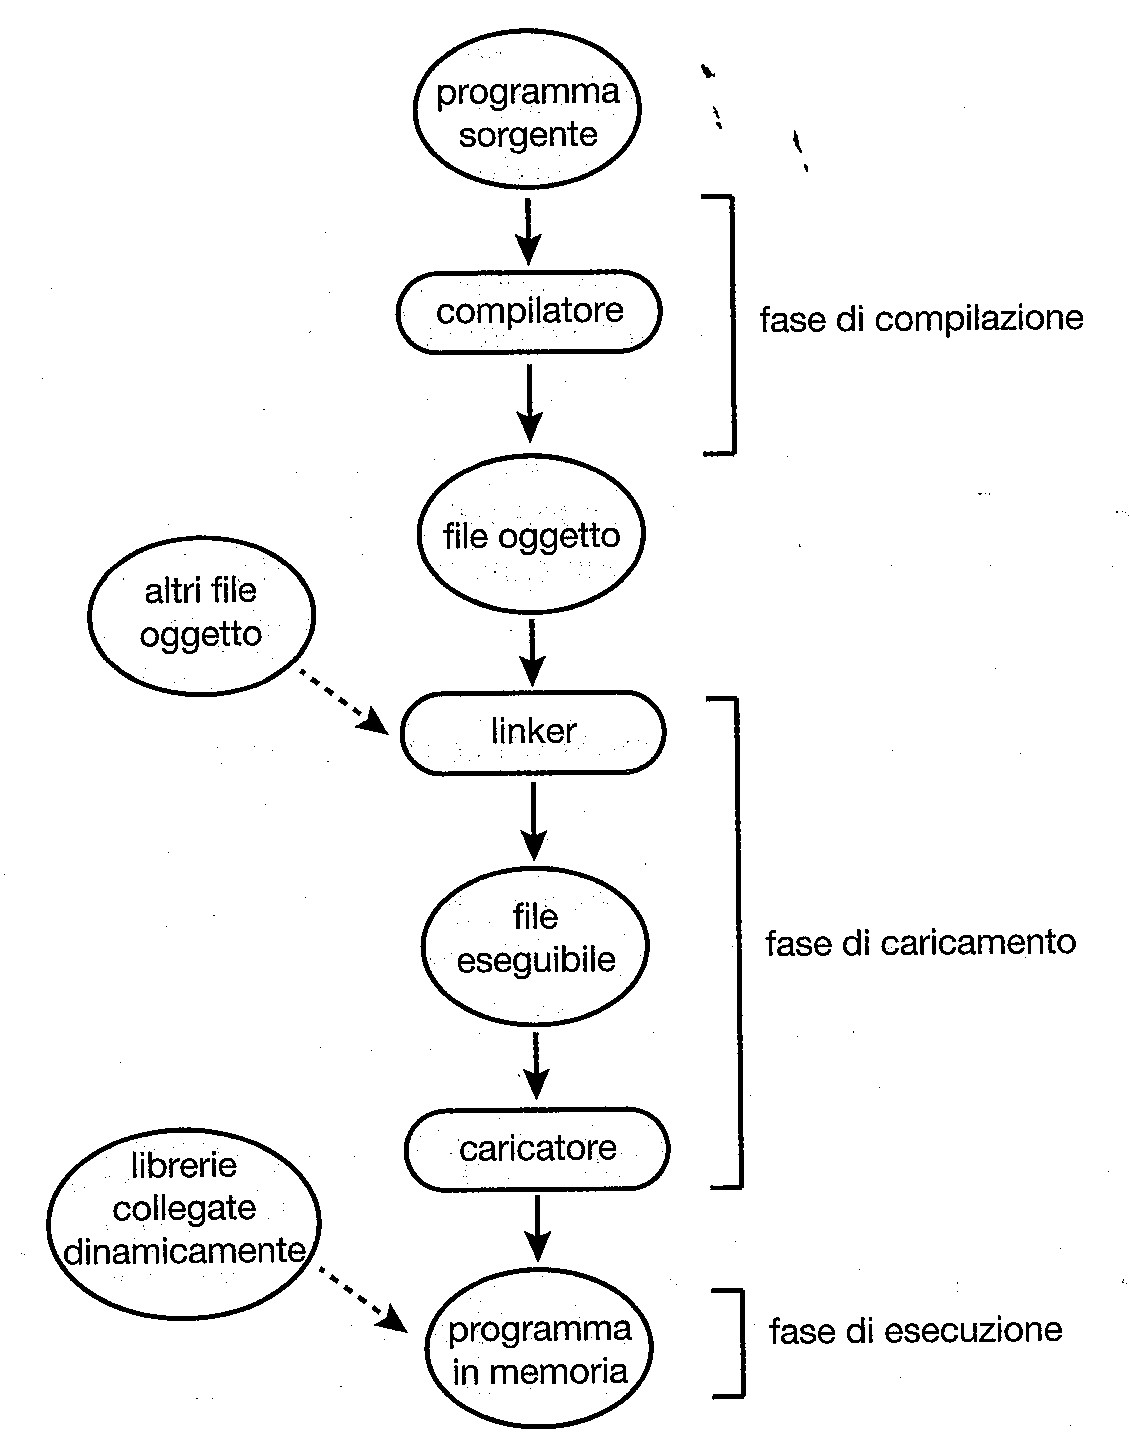 programma
sorgente
compilatore
fase di compilazione
file oggetto
altri file
oggetto
linker
file
eseguibile
fase di caricamento
caricatore
librerie
collegate
dinamicamente
programma
in memoria
fase di esecuzione